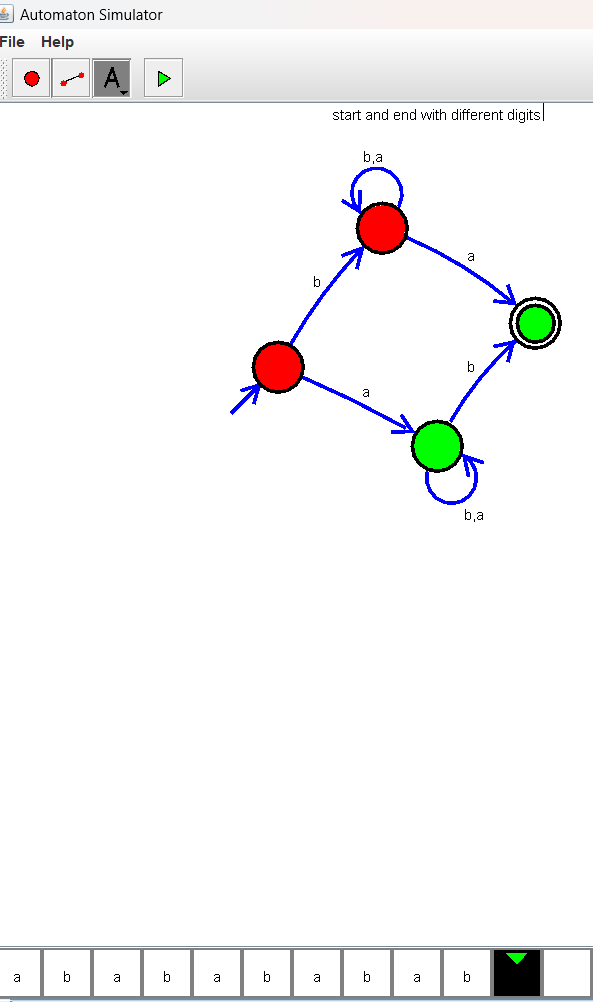 Automaton Simulator
File Help
A
start and end with different digits
b,a
a
b
b
a
b,a
a b a b a b a b a b